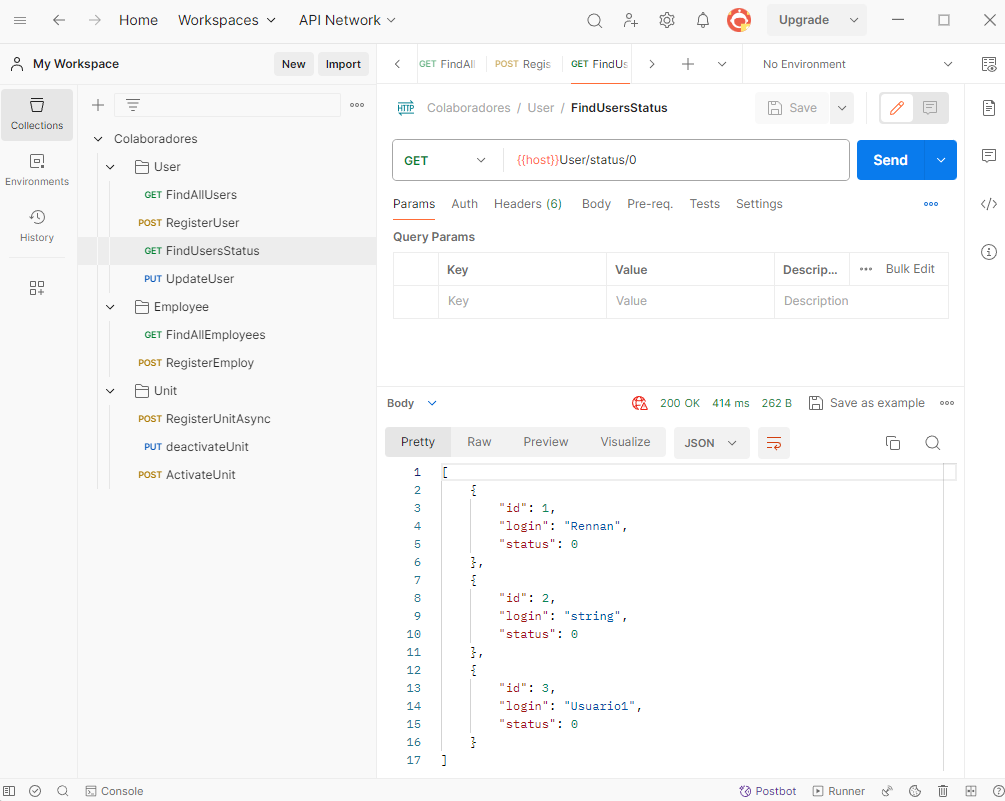 Home Workspaces API Network Upgrade
My Workspace New Import GET FindAll POST Regis GET FindUs No Environment
Collections
Environments
History
Colaboradores
User
GET FindAllUsers
POST RegisterUser
GET FindUsersStatus
PUT UpdateUser
Employee
GET FindAllEmployees
POST RegisterEmploy
Unit
POST RegisterUnitAsync
PUT deactivateUnit
POST ActivateUnit
HTTP Colaboradores / User / FindUsersStatus Save
GET {{host}}User/status/0 Send
Params Auth Headers (6) Body Pre-req. Tests Settings
Query Params
Key Value Descrip... Bulk Edit
Key Value Description
Body 200 OK 414 ms 262 B Save as example
Pretty Raw Preview Visualize JSON
1 [
2 {
3 "id": 1,
4 "login": "Rennan",
5 "status": 0
6 },
7 {
8 "id": 2,
9 "login": "string",
10 "status": 0
11 },
12 {
13 "id": 3,
14 "login": "Usuario1",
15 "status": 0
16 }
17 ]
Console Postbot Runner